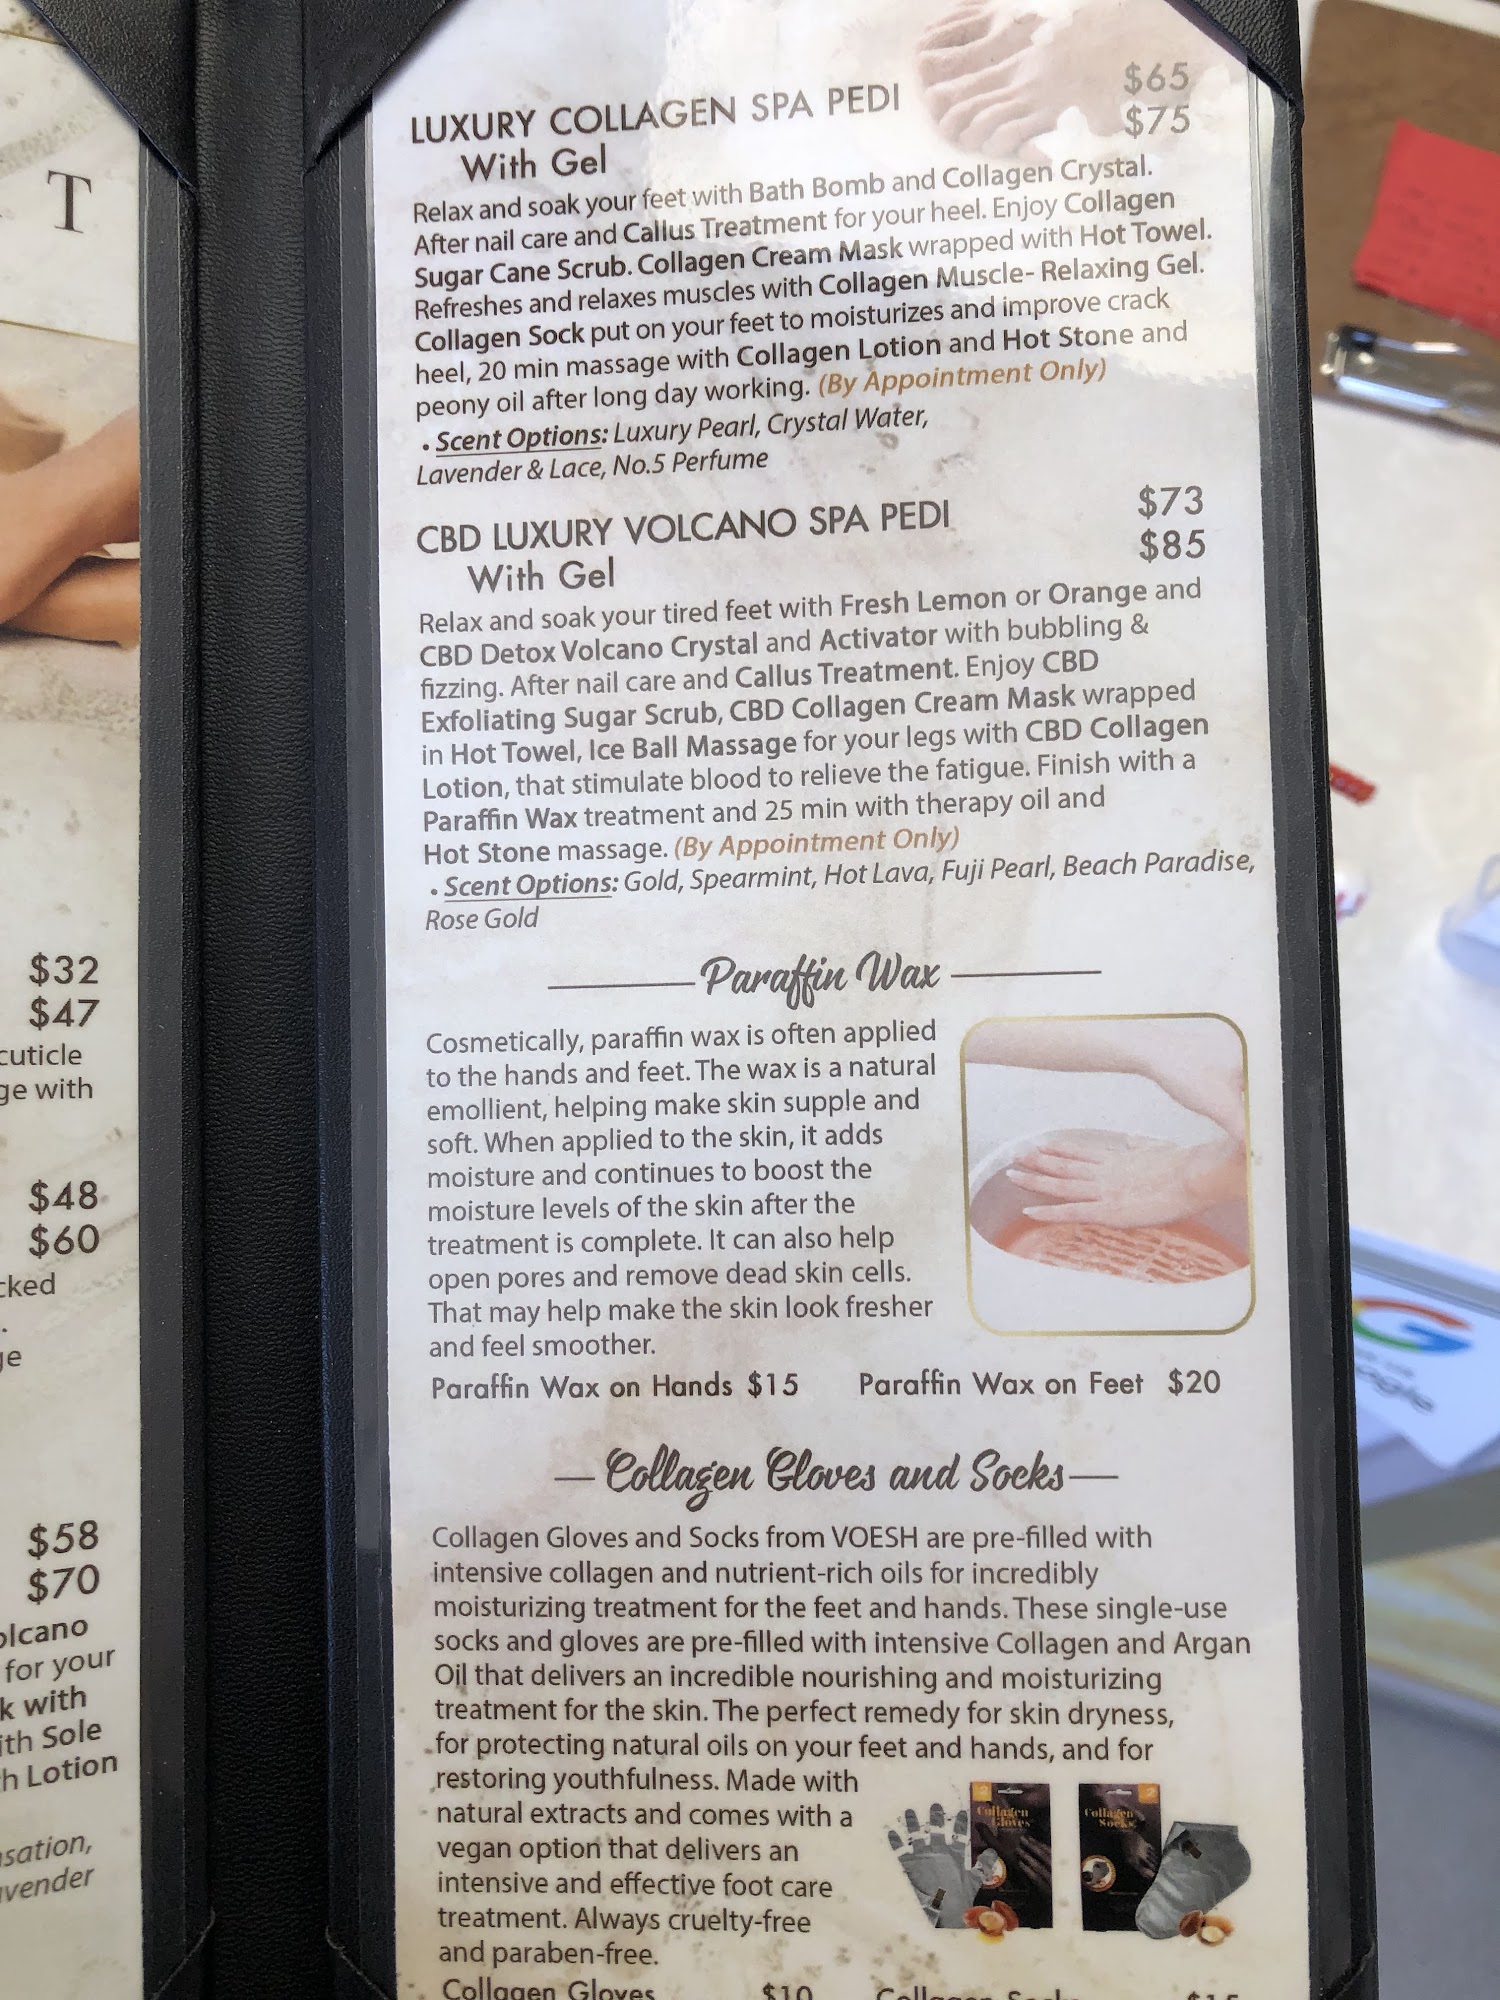 T
$32
$47
cuticle
ge with
$48
$60
cked
ge
$58
$70
olcano
for your
k with
ith Sole
h Lotion
sation,
avender
LUXURY COLLAGEN SPA PEDI $65
With Gel $75
Relax and soak your feet with Bath Bomb and Collagen Crystal.
After nail care and Callus Treatment for your heel. Enjoy Collagen
Sugar Cane Scrub. Collagen Cream Mask wrapped with Hot Towel.
Refreshes and relaxes muscles with Collagen Muscle- Relaxing Gel.
Collagen Sock put on your feet to moisturizes and improve crack
heel, 20 min massage with Collagen Lotion and Hot Stone and
peony oil after long day working. (By Appointment Only)
• Scent Options: Luxury Pearl, Crystal Water,
Lavender & Lace, No.5 Perfume
CBD LUXURY VOLCANO SPA PEDI $73
With Gel $85
Relax and soak your tired feet with Fresh Lemon or Orange and
CBD Detox Volcano Crystal and Activator with bubbling &
fizzing. After nail care and Callus Treatment. Enjoy CBD
Exfoliating Sugar Scrub, CBD Collagen Cream Mask wrapped
in Hot Towel, Ice Ball Massage for your legs with CBD Collagen
Lotion, that stimulate blood to relieve the fatigue. Finish with a
Paraffin Wax treatment and 25 min with therapy oil and
Hot Stone massage. (By Appointment Only)
• Scent Options: Gold, Spearmint, Hot Lava, Fuji Pearl, Beach Paradise,
Rose Gold
Paraffin Wax
Cosmetically, paraffin wax is often applied
to the hands and feet. The wax is a natural
emollient, helping make skin supple and
soft. When applied to the skin, it adds
moisture and continues to boost the
moisture levels of the skin after the
treatment is complete. It can also help
open pores and remove dead skin cells.
That may help make the skin look fresher
and feel smoother.
Paraffin Wax on Hands $15 Paraffin Wax on Feet $20
Collagen Gloves and Socks
Collagen Gloves and Socks from VOESH are pre-filled with
intensive collagen and nutrient-rich oils for incredibly
moisturizing treatment for the feet and hands. These single-use
socks and gloves are pre-filled with intensive Collagen and Argan
Oil that delivers an incredible nourishing and moisturizing
treatment for the skin. The perfect remedy for skin dryness,
for protecting natural oils on your feet and hands, and for
restoring youthfulness. Made with
natural extracts and comes with a
vegan option that delivers an
intensive and effective foot care
treatment. Always cruelty-free
and paraben-free.
Collagen Gloves
Collagen Socks
Collagen Gloves $10 Collagen Socks $15
G